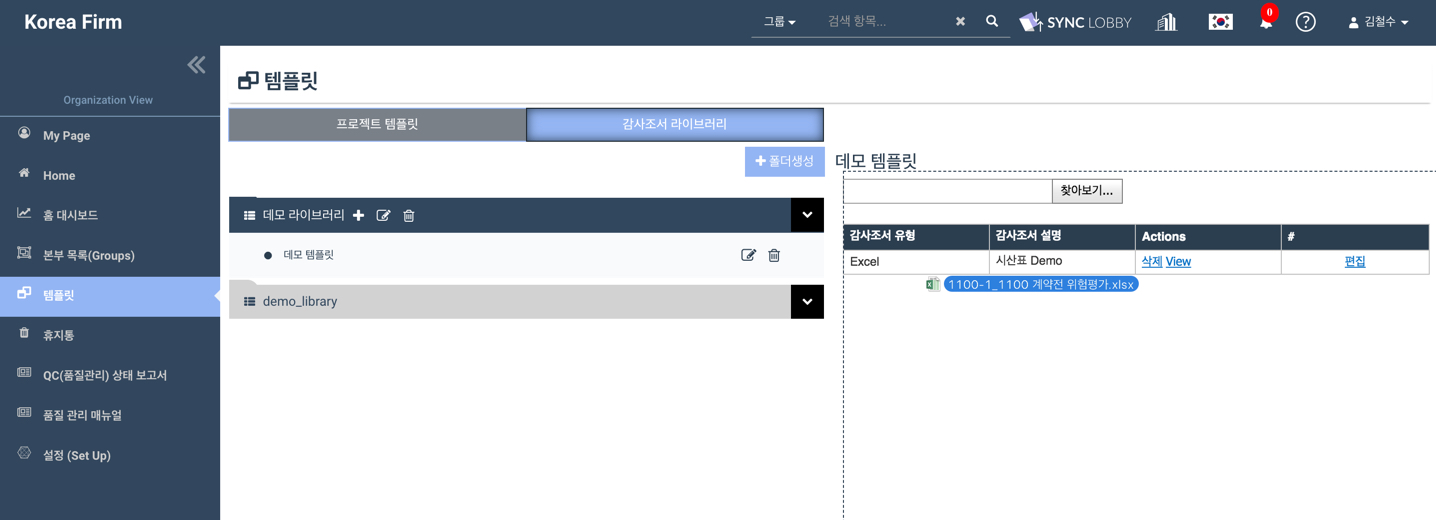 Korea Firm
그룹
검색 항목...
SYNC LOBBY
0
김철수
Organization View
My Page
Home
홈 대시보드
본부 목록(Groups)
템플릿
휴지통
QC(품질관리) 상태 보고서
품질 관리 매뉴얼
설정 (Set Up)
템플릿
프로젝트 템플릿
감사조서 라이브러리
폴더생성
데모 라이브러리
데모 템플릿
demo_library
데모 템플릿
찾아보기...
감사조서 유형 감사조서 설명 Actions #
Excel 시산표 Demo 삭제 View 편집
1100-1_1100 계약전 위험평가.xlsx